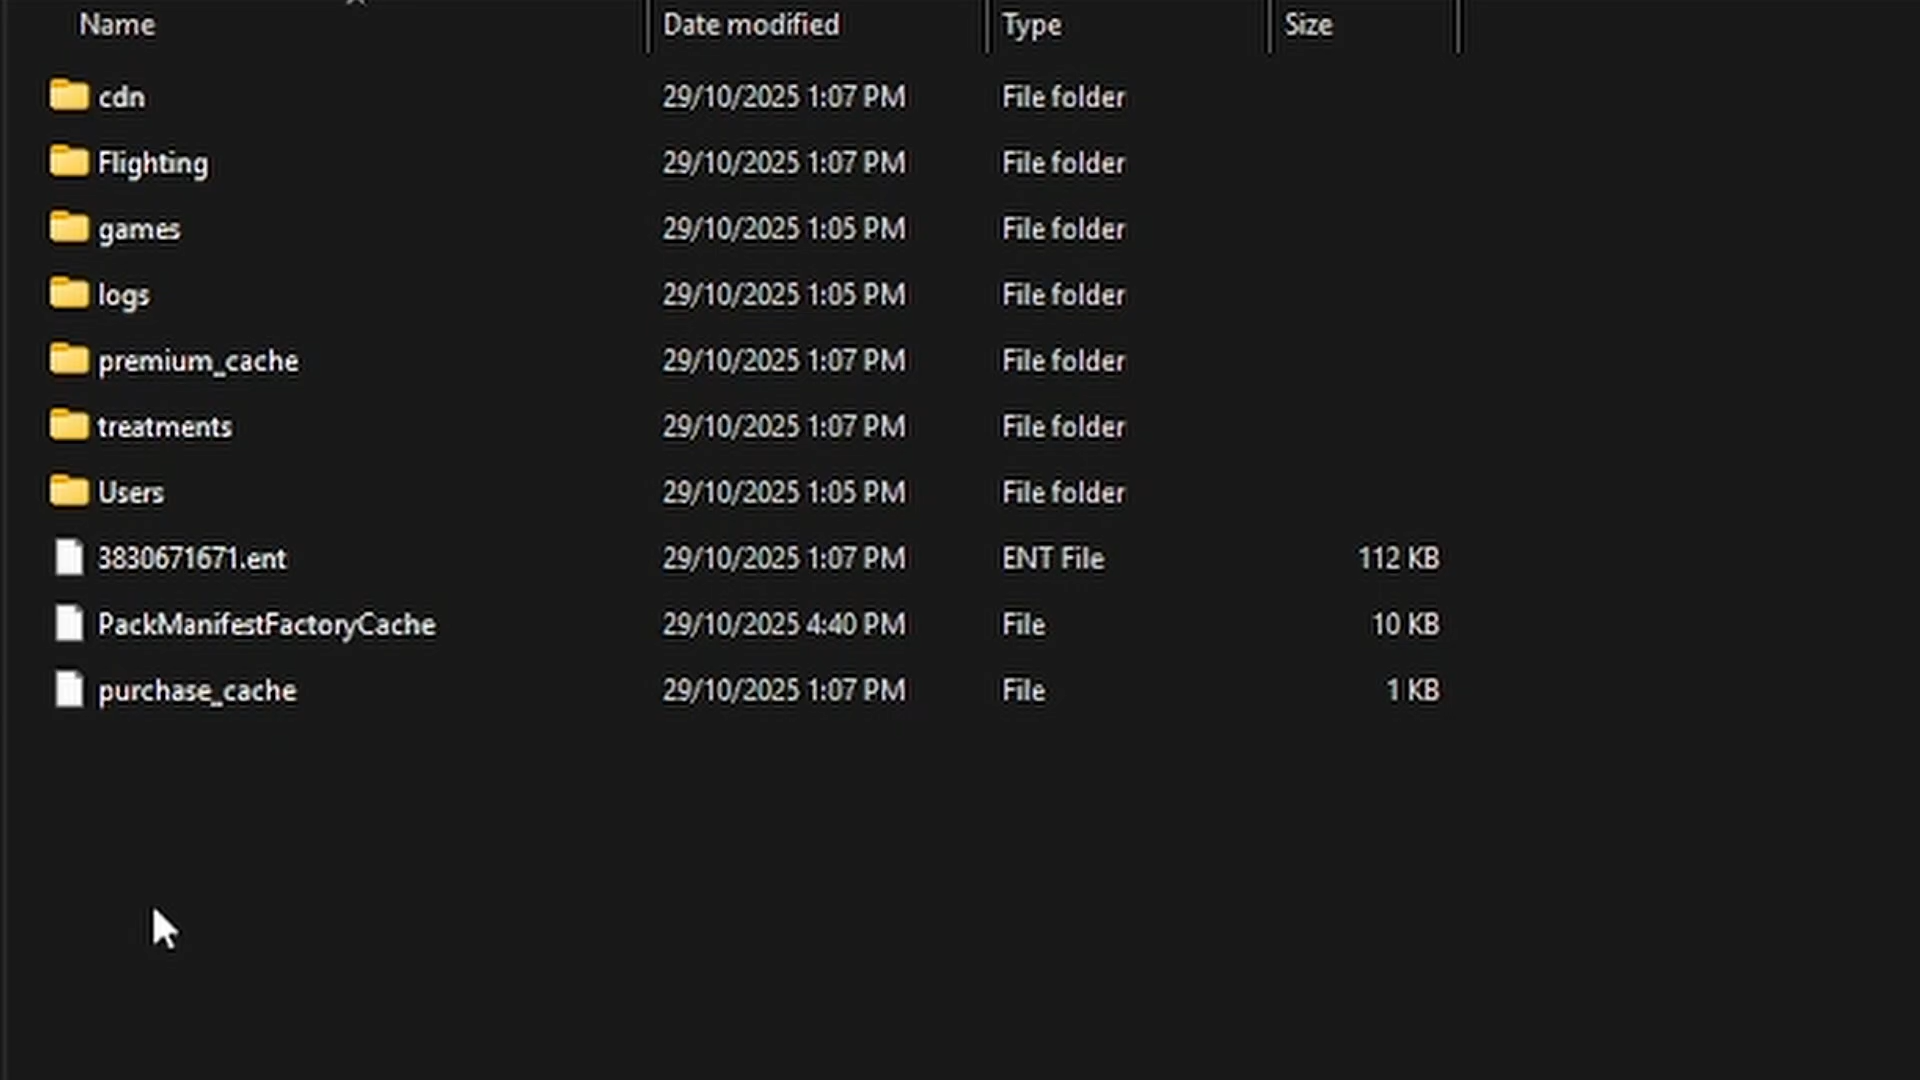 Name Date modified Type Size
cdn 29/10/2025 1:07 PM File folder
Flighting 29/10/2025 1:07 PM File folder
games 29/10/2025 1:05 PM File folder
logs 29/10/2025 1:05 PM File folder
premium_cache 29/10/2025 1:07 PM File folder
treatments 29/10/2025 1:07 PM File folder
Users 29/10/2025 1:05 PM File folder
3830671671.ent 29/10/2025 1:07 PM ENT File 112 KB
PackManifestFactoryCache 29/10/2025 4:40 PM File 10 KB
purchase_cache 29/10/2025 1:07 PM File 1 KB